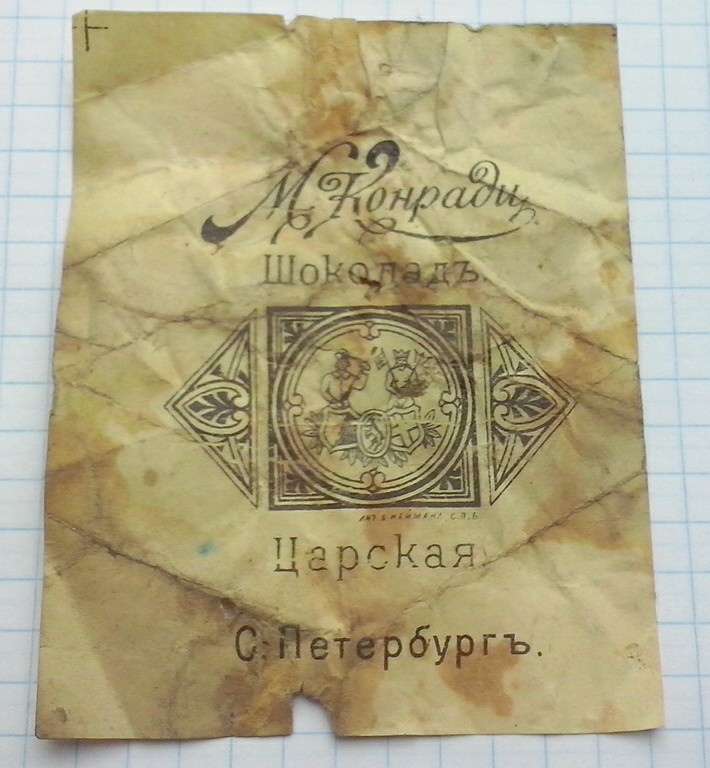 М. Конради,
Шоколадъ.
С.П.Б.
Царская.
С: Петербургъ.